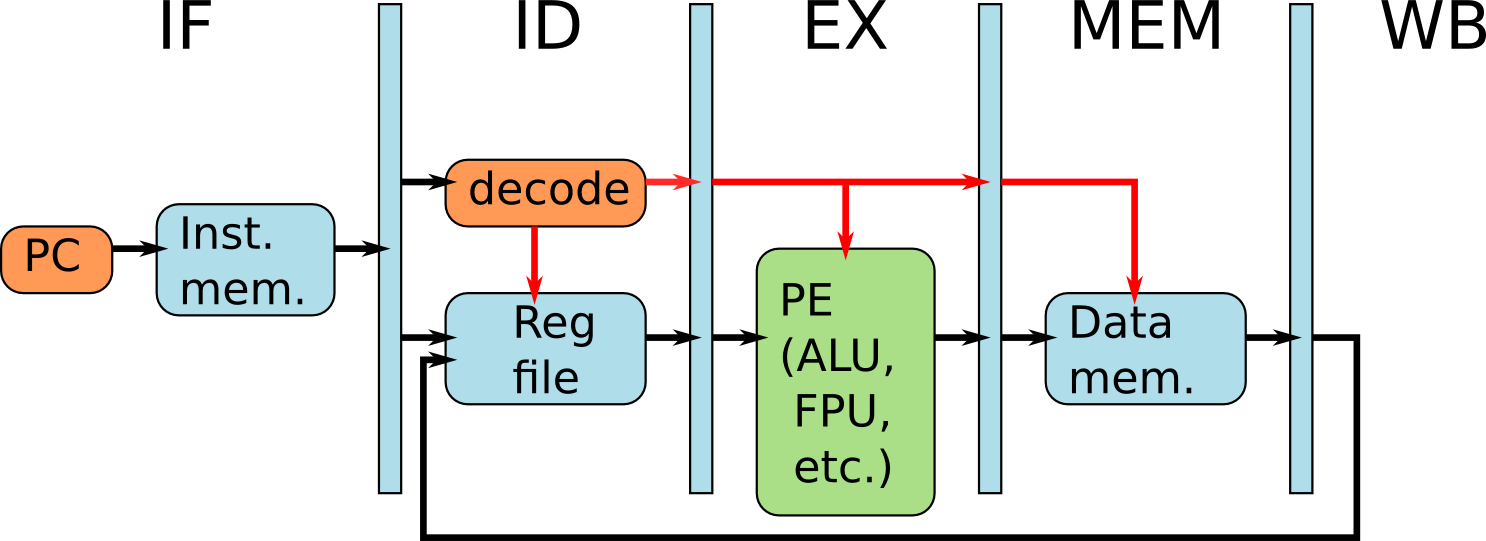 IF
ID
EX
MEM
WB
decode
PC
Inst.
mem.
Reg
file
PE
(ALU,
FPU,
etc.)
Data
mem.